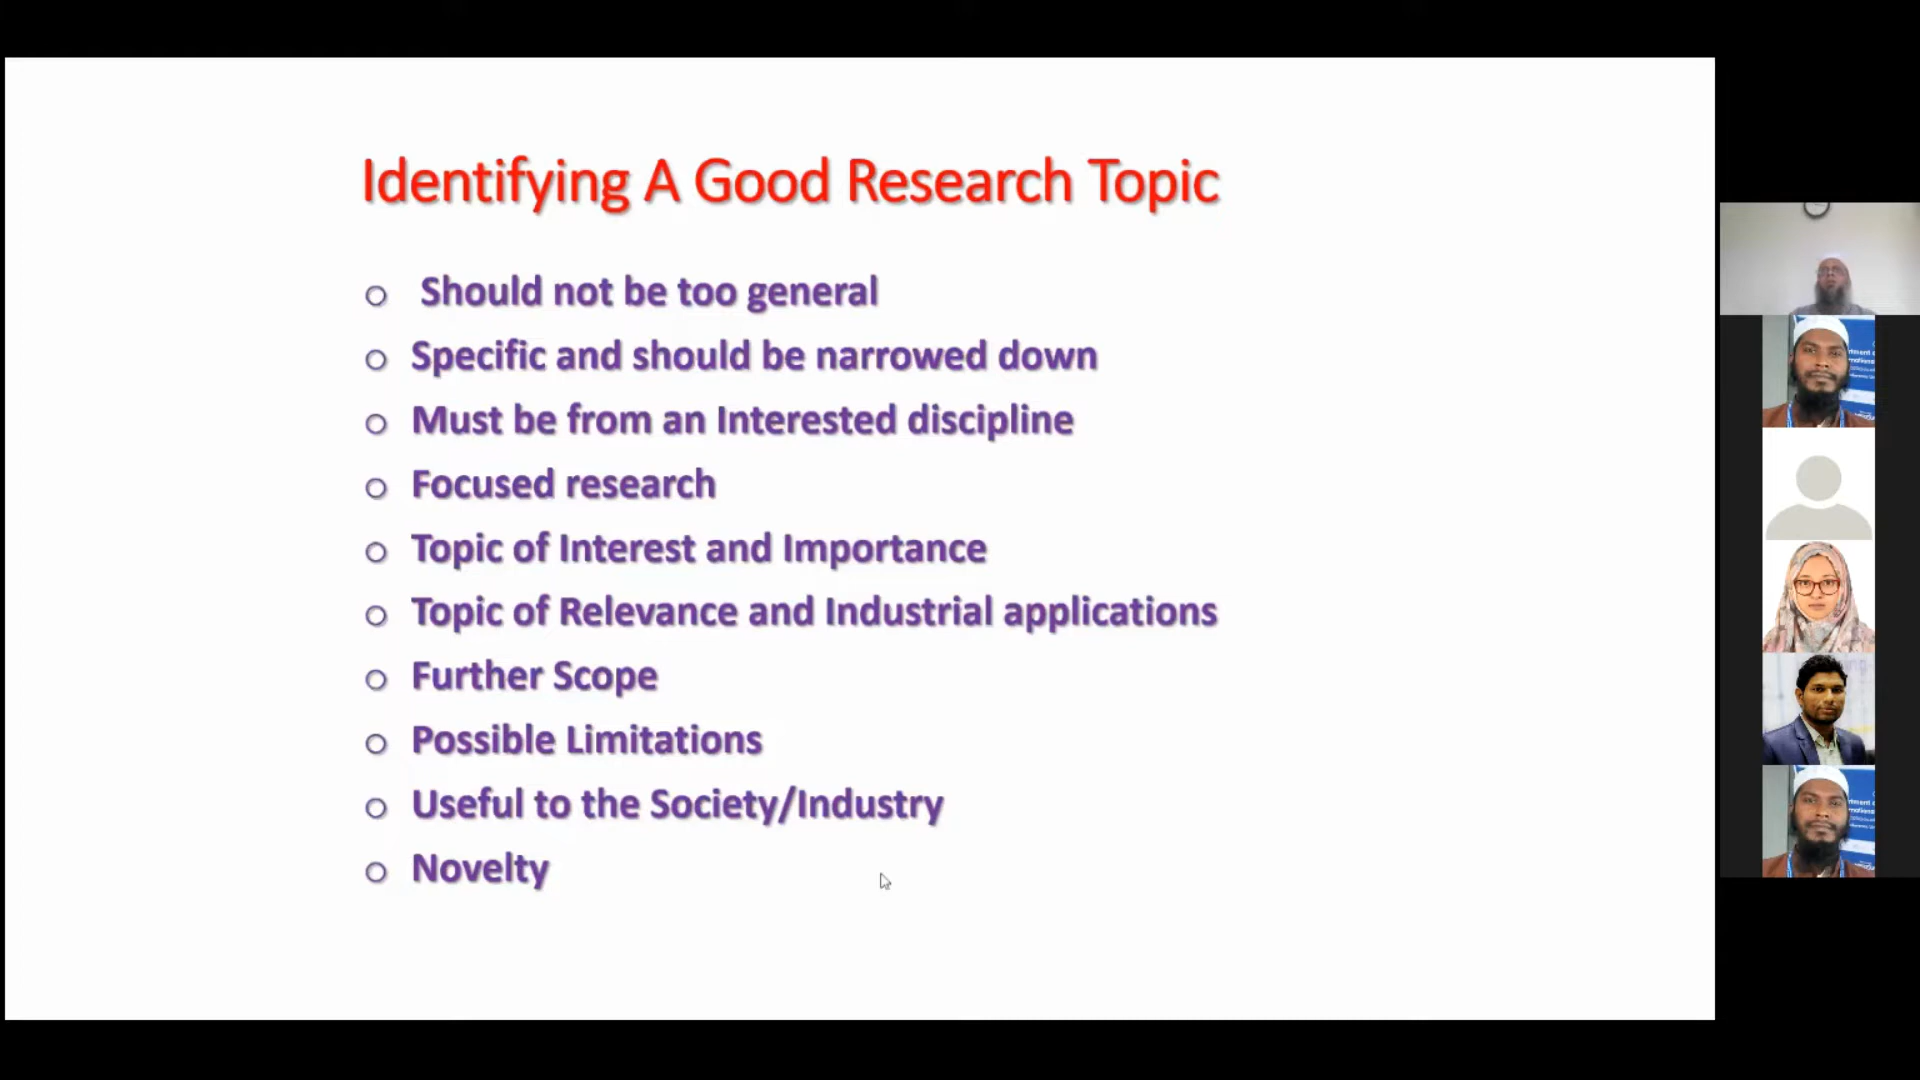 Identifying A Good Research Topic
Should not be too general
Specific and should be narrowed down
Must be from an Interested discipline
Focused research
Topic of Interest and Importance
Topic of Relevance and Industrial applications
Further Scope
Possible Limitations
Useful to the Society/Industry
Novelty